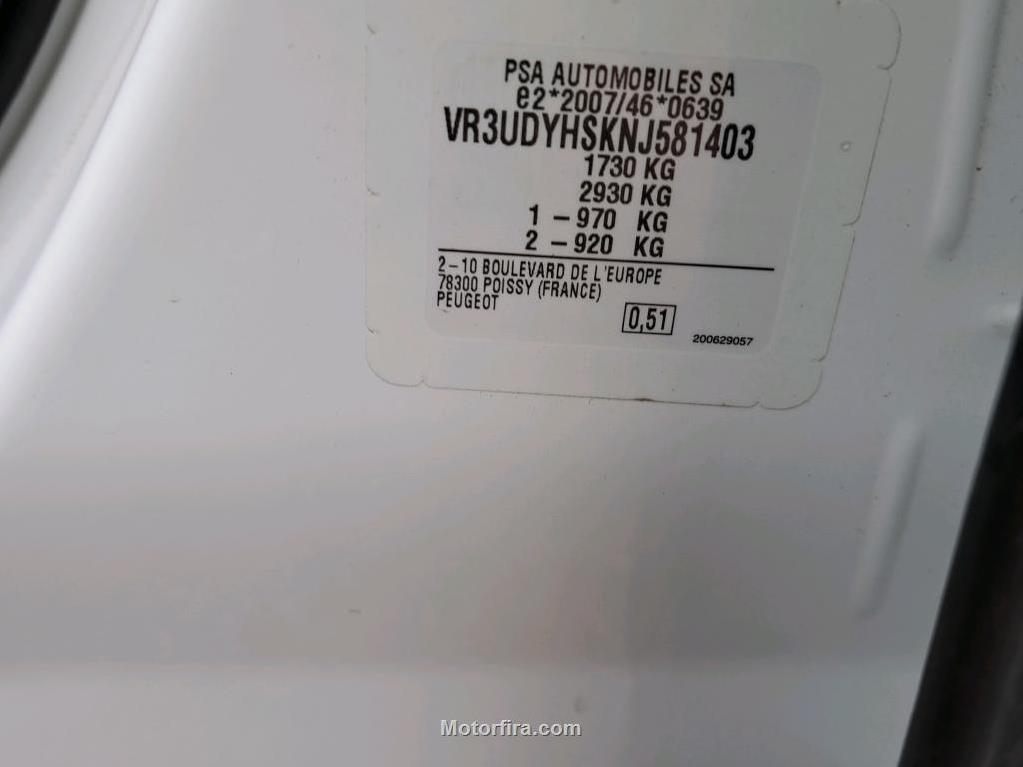 PSA AUTOMOBILES SA
e2*2007/46*0639
VR3UDYHSKNJ581403
1730 KG
2930 KG
1 – 970 KG
2 – 920 KG
2 – 10 BOULEVARD DE L'EUROPE
78300 POISSY (FRANCE)
PEUGEOT
0,51
200629057
Motorfira.com